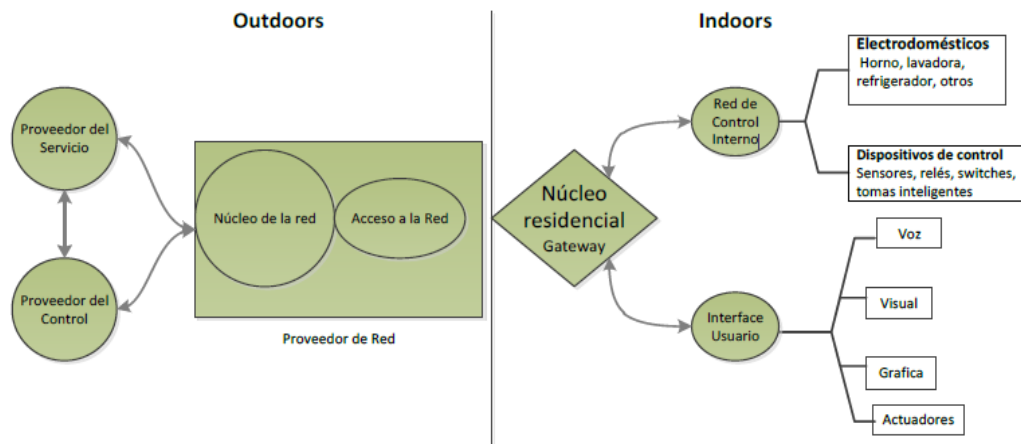 Outdoors
Indoors
Proveedor del
Servicio
Proveedor del
Control
Núcleo de la red
Acceso a la Red
Proveedor de Red
Núcleo
residencial
Gateway
Red de
Control
Interno
Electrodomésticos
Horno, lavadora,
refrigerador, otros
Dispositivos de control
Sensores, relés, switches,
tomas inteligentes
Interface
Usuario
Voz
Visual
Grafica
Actuadores